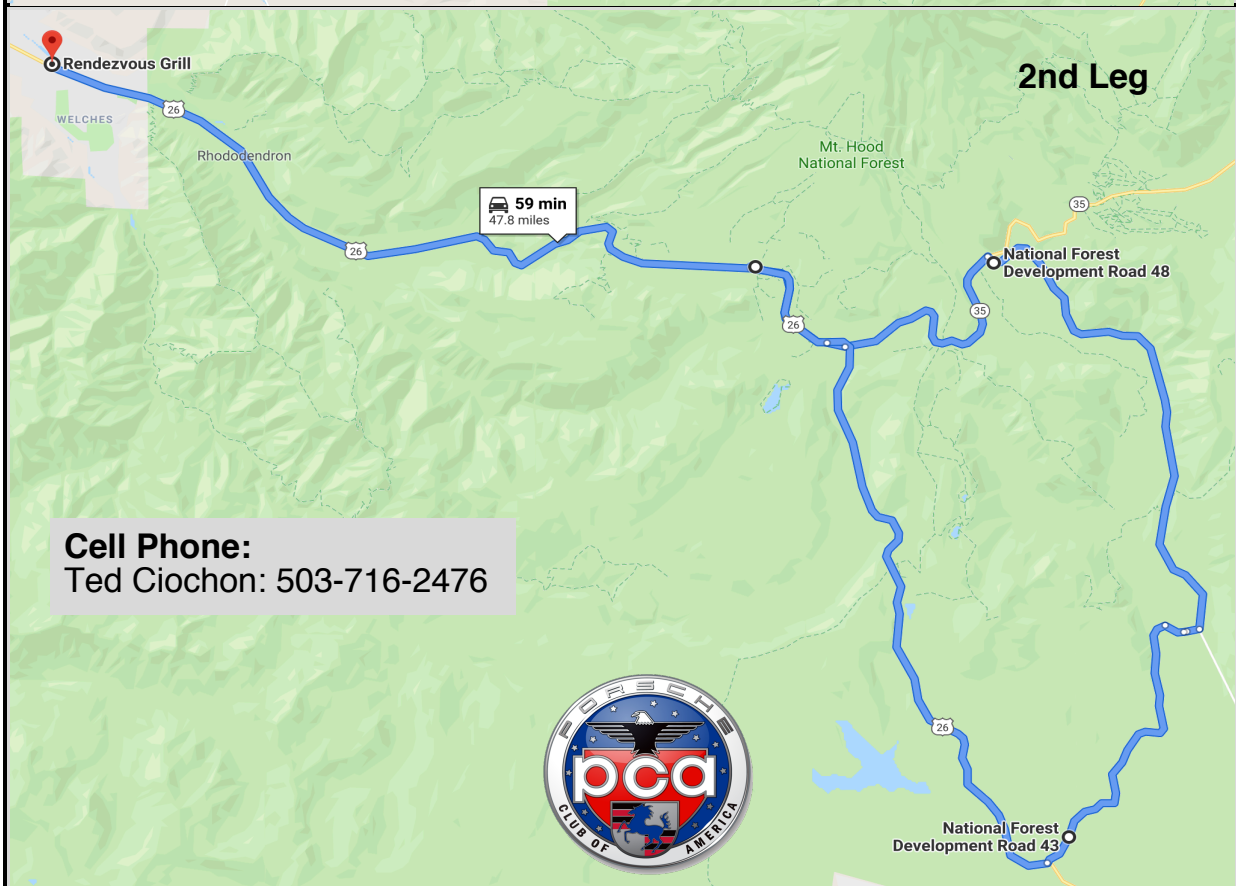 2nd Leg
Rendezvous Grill
26
WELCHES
Rhododendron
Mt. Hood
National Forest
59 min
47.8 miles
35
26
National Forest
Development Road 48
35
26
Cell Phone:
Ted Ciochon: 503-716-2476
26
PORSCHE
pca
CLUB OF AMERICA
National Forest
Development Road 43